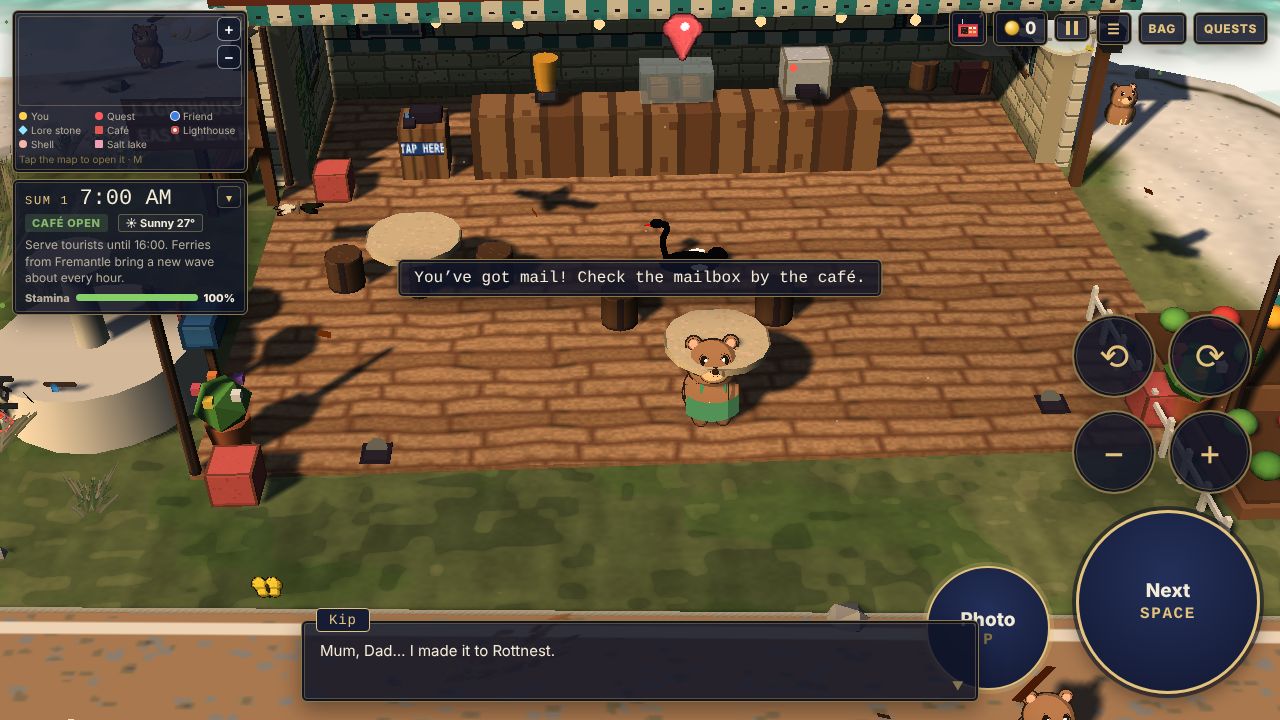 +
−
You
Quest
Friend
Lore stone
Café
Lighthouse
Shell
Salt lake
Tap the map to open it · M
SUM 1 7:00 AM
▼
CAFÉ OPEN
☀ Sunny 27°
Serve tourists until 16:00. Ferries
from Fremantle bring a new wave
about every hour.
Stamina 100%
0
☰
BAG
QUESTS
TAP HERE
You’ve got mail! Check the mailbox by the café.
⟲
⟳
−
+
Next
SPACE
Photo
P
Kip
Mum, Dad… I made it to Rottnest.
▼